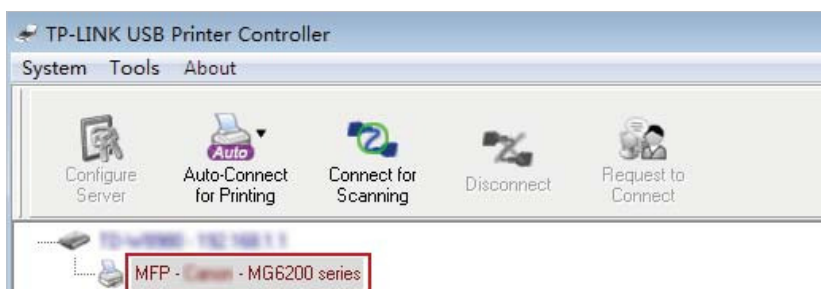 TP-LINK USB Printer Controller
System Tools About
Auto
Configure Server
Auto-Connect for Printing
Connect for Scanning
Disconnect
Request to Connect
MFP - - MG6200 series